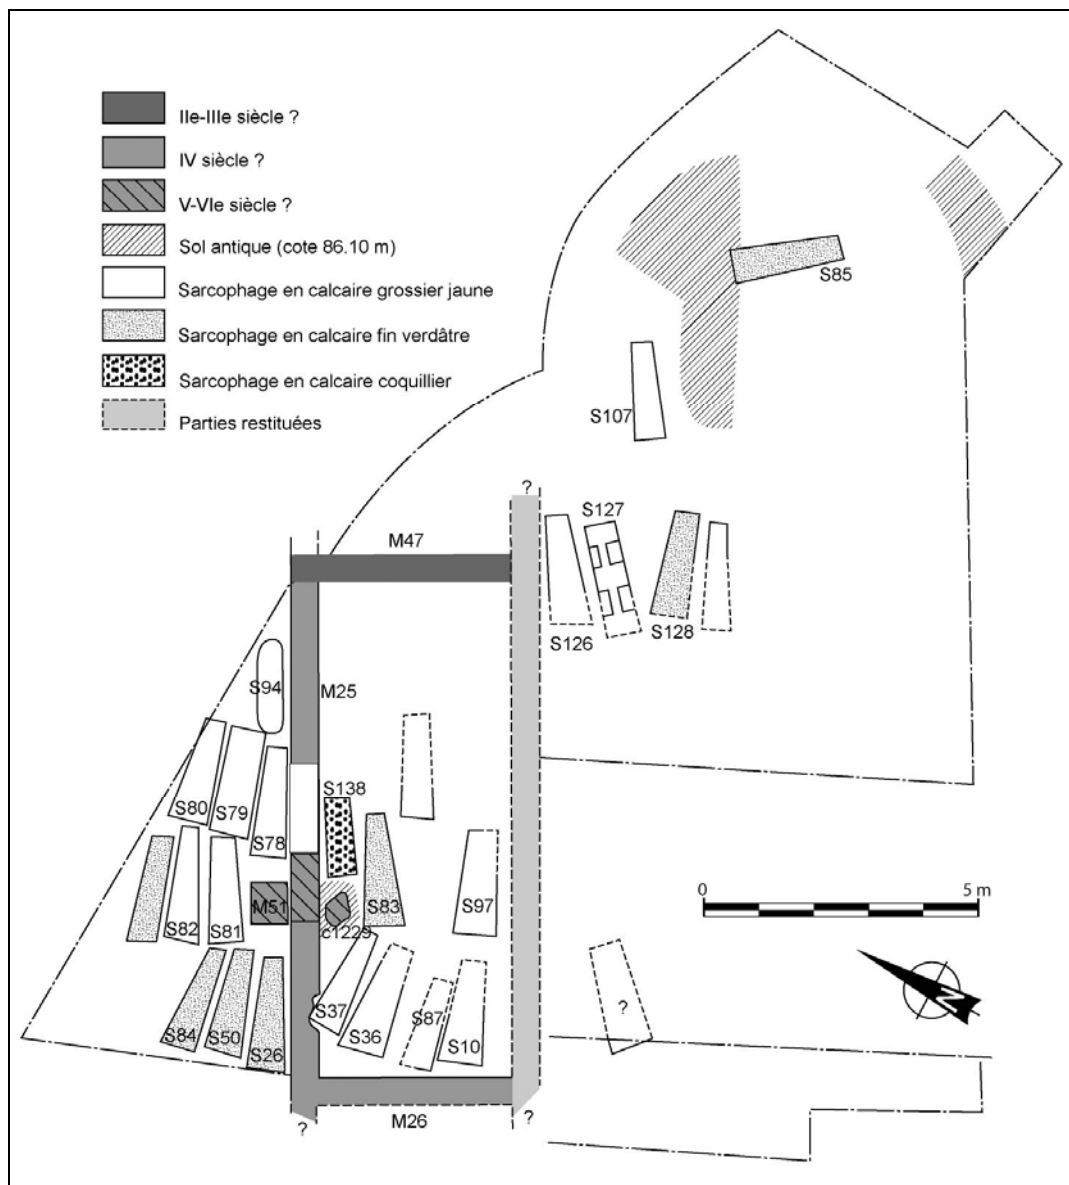 IIe-IIIe siècle ?
IV siècle ?
V-VIe siècle ?
Sol antique (cote 86.10 m)
Sarcophage en calcaire grossier jaune
Sarcophage en calcaire fin verdâtre
Sarcophage en calcaire coquillier
Parties restituées
S85
S107
?
S127
M47
S126
S128
S94
M25
S138
S80
S79
S78
0
5 m
M51
S83
S97
S82
S81
c1229
N
S37
S87
?
S84
S50
S36
S10
S26
M26
?
?